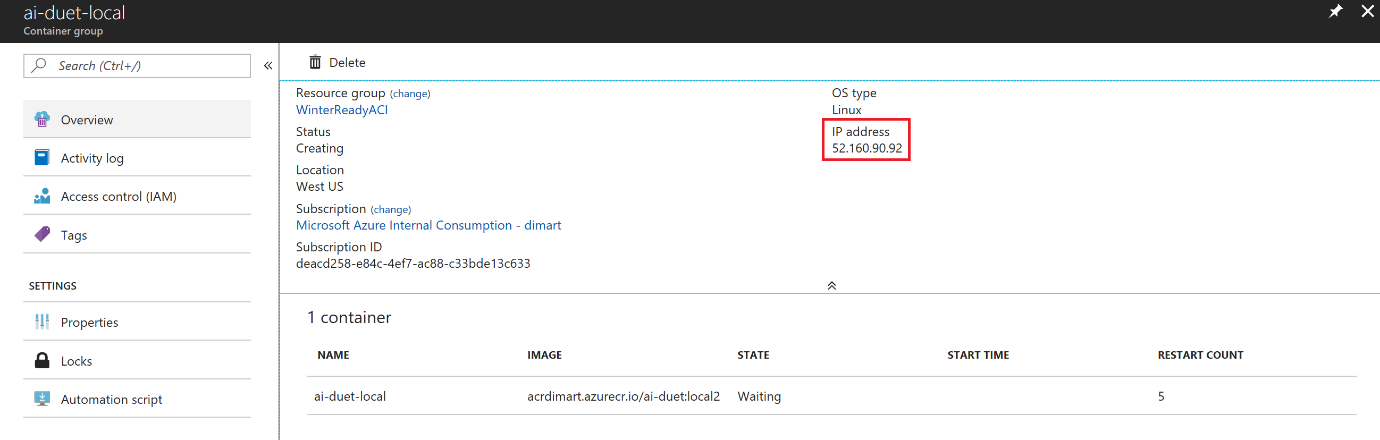 ai-duet-local
Container group
Search (Ctrl+/)
Overview
Activity log
Access control (IAM)
Tags
SETTINGS
Properties
Locks
Automation script
Delete
Resource group (change)
WinterReadyACI
Status
Creating
Location
West US
Subscription (change)
Microsoft Azure Internal Consumption - dimart
Subscription ID
deacd258-e84c-4ef7-ac88-c33bde13c633
OS type
Linux
IP address
52.160.90.92
1 container
NAME IMAGE STATE START TIME RESTART COUNT
ai-duet-local acrdimart.azurecr.io/ai-duet:local2 Waiting 5